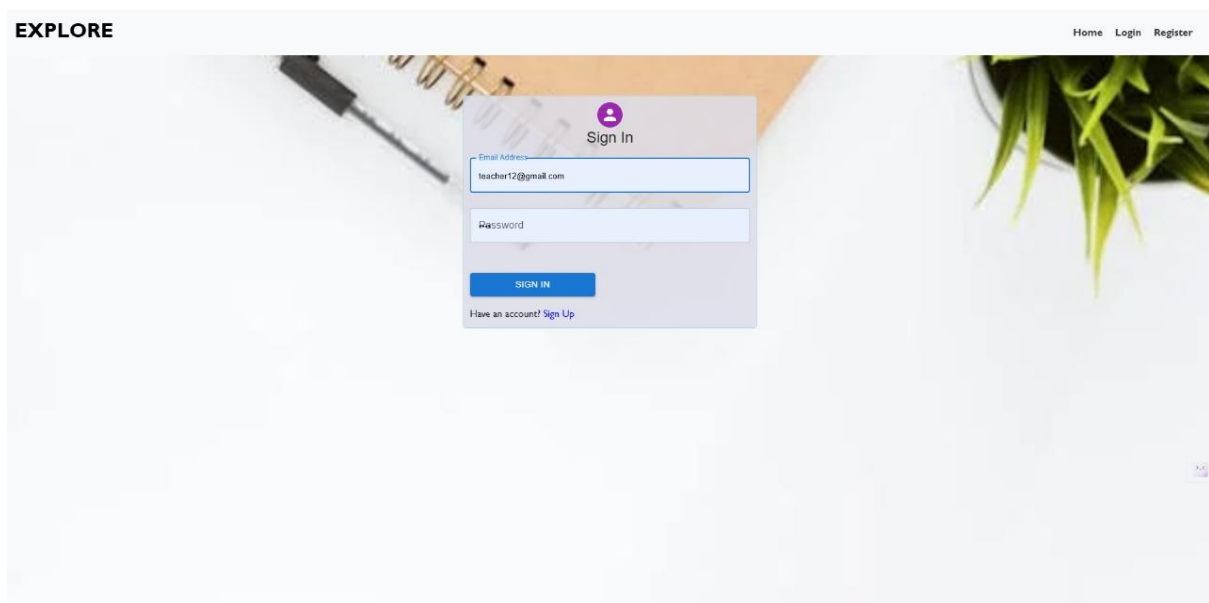 EXPLORE
Home Login Register
Sign In
Email Address
teacher12@gmail.com
Password
SIGN IN
Have an account? Sign Up